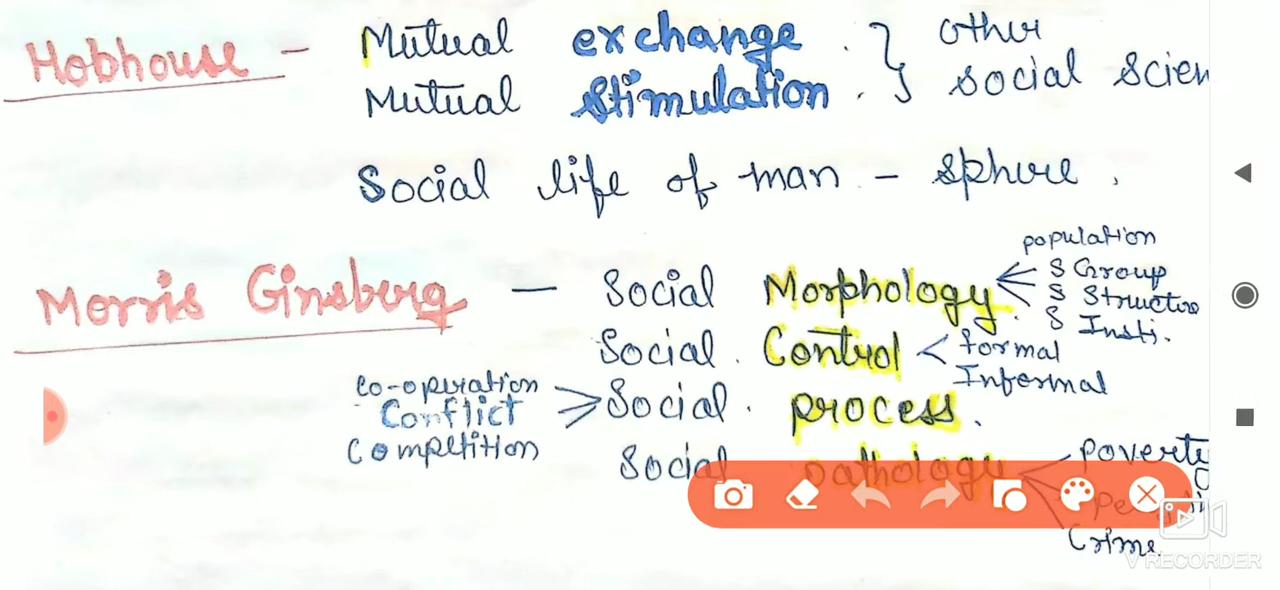 Hobhouse - Mutual exchange . } other
Mutual stimulation . social scien
Social life of man - sphere .
Morris Ginsberg - Social Morphology . population
S Group
S Structure
S Insti.
Social . Control < formal
Informal
co-operation
Conflict > Social . process .
Competition
Social pathology < Poverty
Crime
V RECORDER